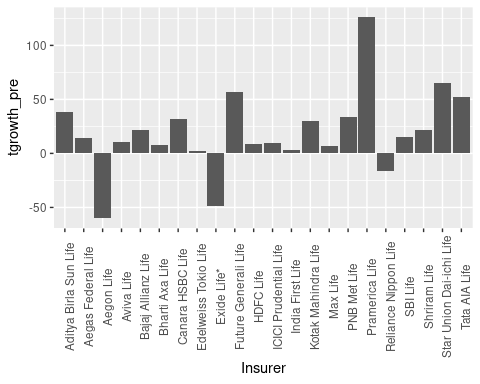 tgrowth_pre
100
50
0
-50
Aditya Birla Sun Life
Aegas Federal Life
Aegon Life
Aviva Life
Bajaj Allianz Life
Bharti Axa Life
Canara HSBC Life
Edelweiss Tokio Life
Exide Life*
Future Generali Life
HDFC Life
ICICI Prudential Life
India First Life
Kotak Mahindra Life
Max Life
PNB Met Life
Pramerica Life
Reliance Nippon Life
SBI Life
Shriram Life
Star Union Dai-ichi Life
Tata AIA Life
Insurer